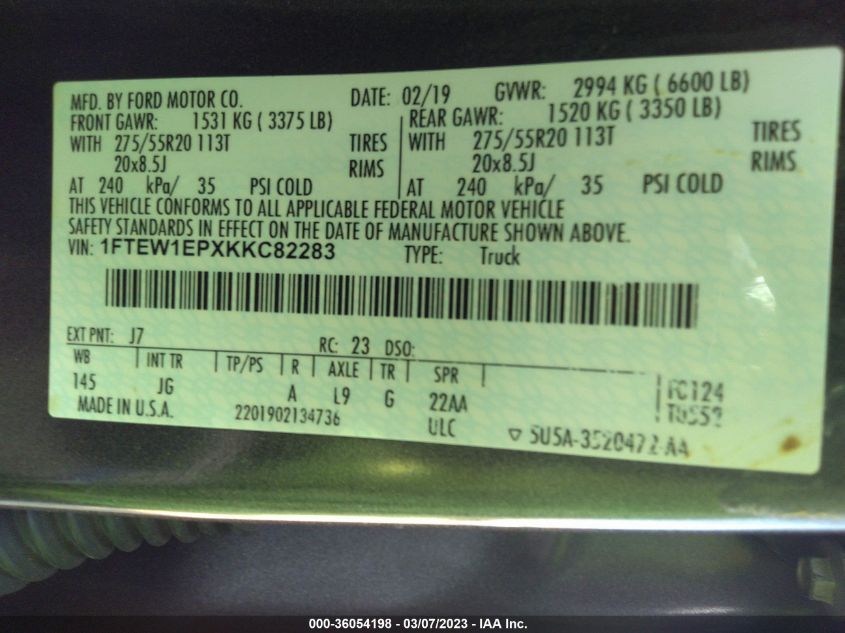 MFD. BY FORD MOTOR CO. DATE: 02/19 GVWR: 2994 KG ( 6600 LB)
FRONT GAWR: 1531 KG ( 3375 LB) REAR GAWR: 1520 KG ( 3350 LB)
WITH 275/55R20 113T TIRES WITH 275/55R20 113T TIRES
20x8.5J RIMS 20x8.5J RIMS
AT 240 kPa/ 35 PSI COLD AT 240 kPa/ 35 PSI COLD
THIS VEHICLE CONFORMS TO ALL APPLICABLE FEDERAL MOTOR VEHICLE
SAFETY STANDARDS IN EFFECT ON THE DATE OF MANUFACTURE SHOWN ABOVE.
VIN: 1FTEW1EPXKKC82283 TYPE: Truck
EXT PNT: J7 RC: 23 DSO:
WB INT TR TP/PS R AXLE TR SPR
145 JG A L9 G 22AA FC124
MADE IN U.S.A. 2201902134736 ULC
000-36054198 - 03/07/2023 - IAA Inc.